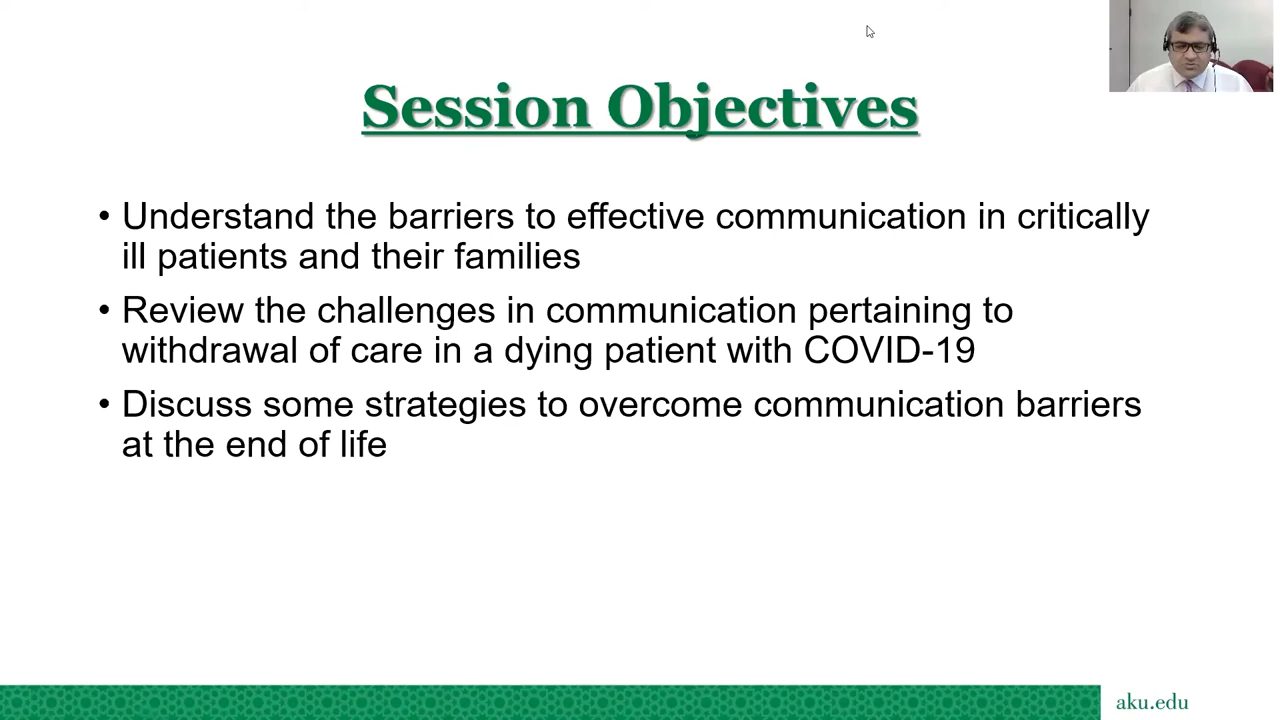 Session Objectives
• Understand the barriers to effective communication in critically
ill patients and their families
• Review the challenges in communication pertaining to
withdrawal of care in a dying patient with COVID-19
• Discuss some strategies to overcome communication barriers
at the end of life
aku.edu